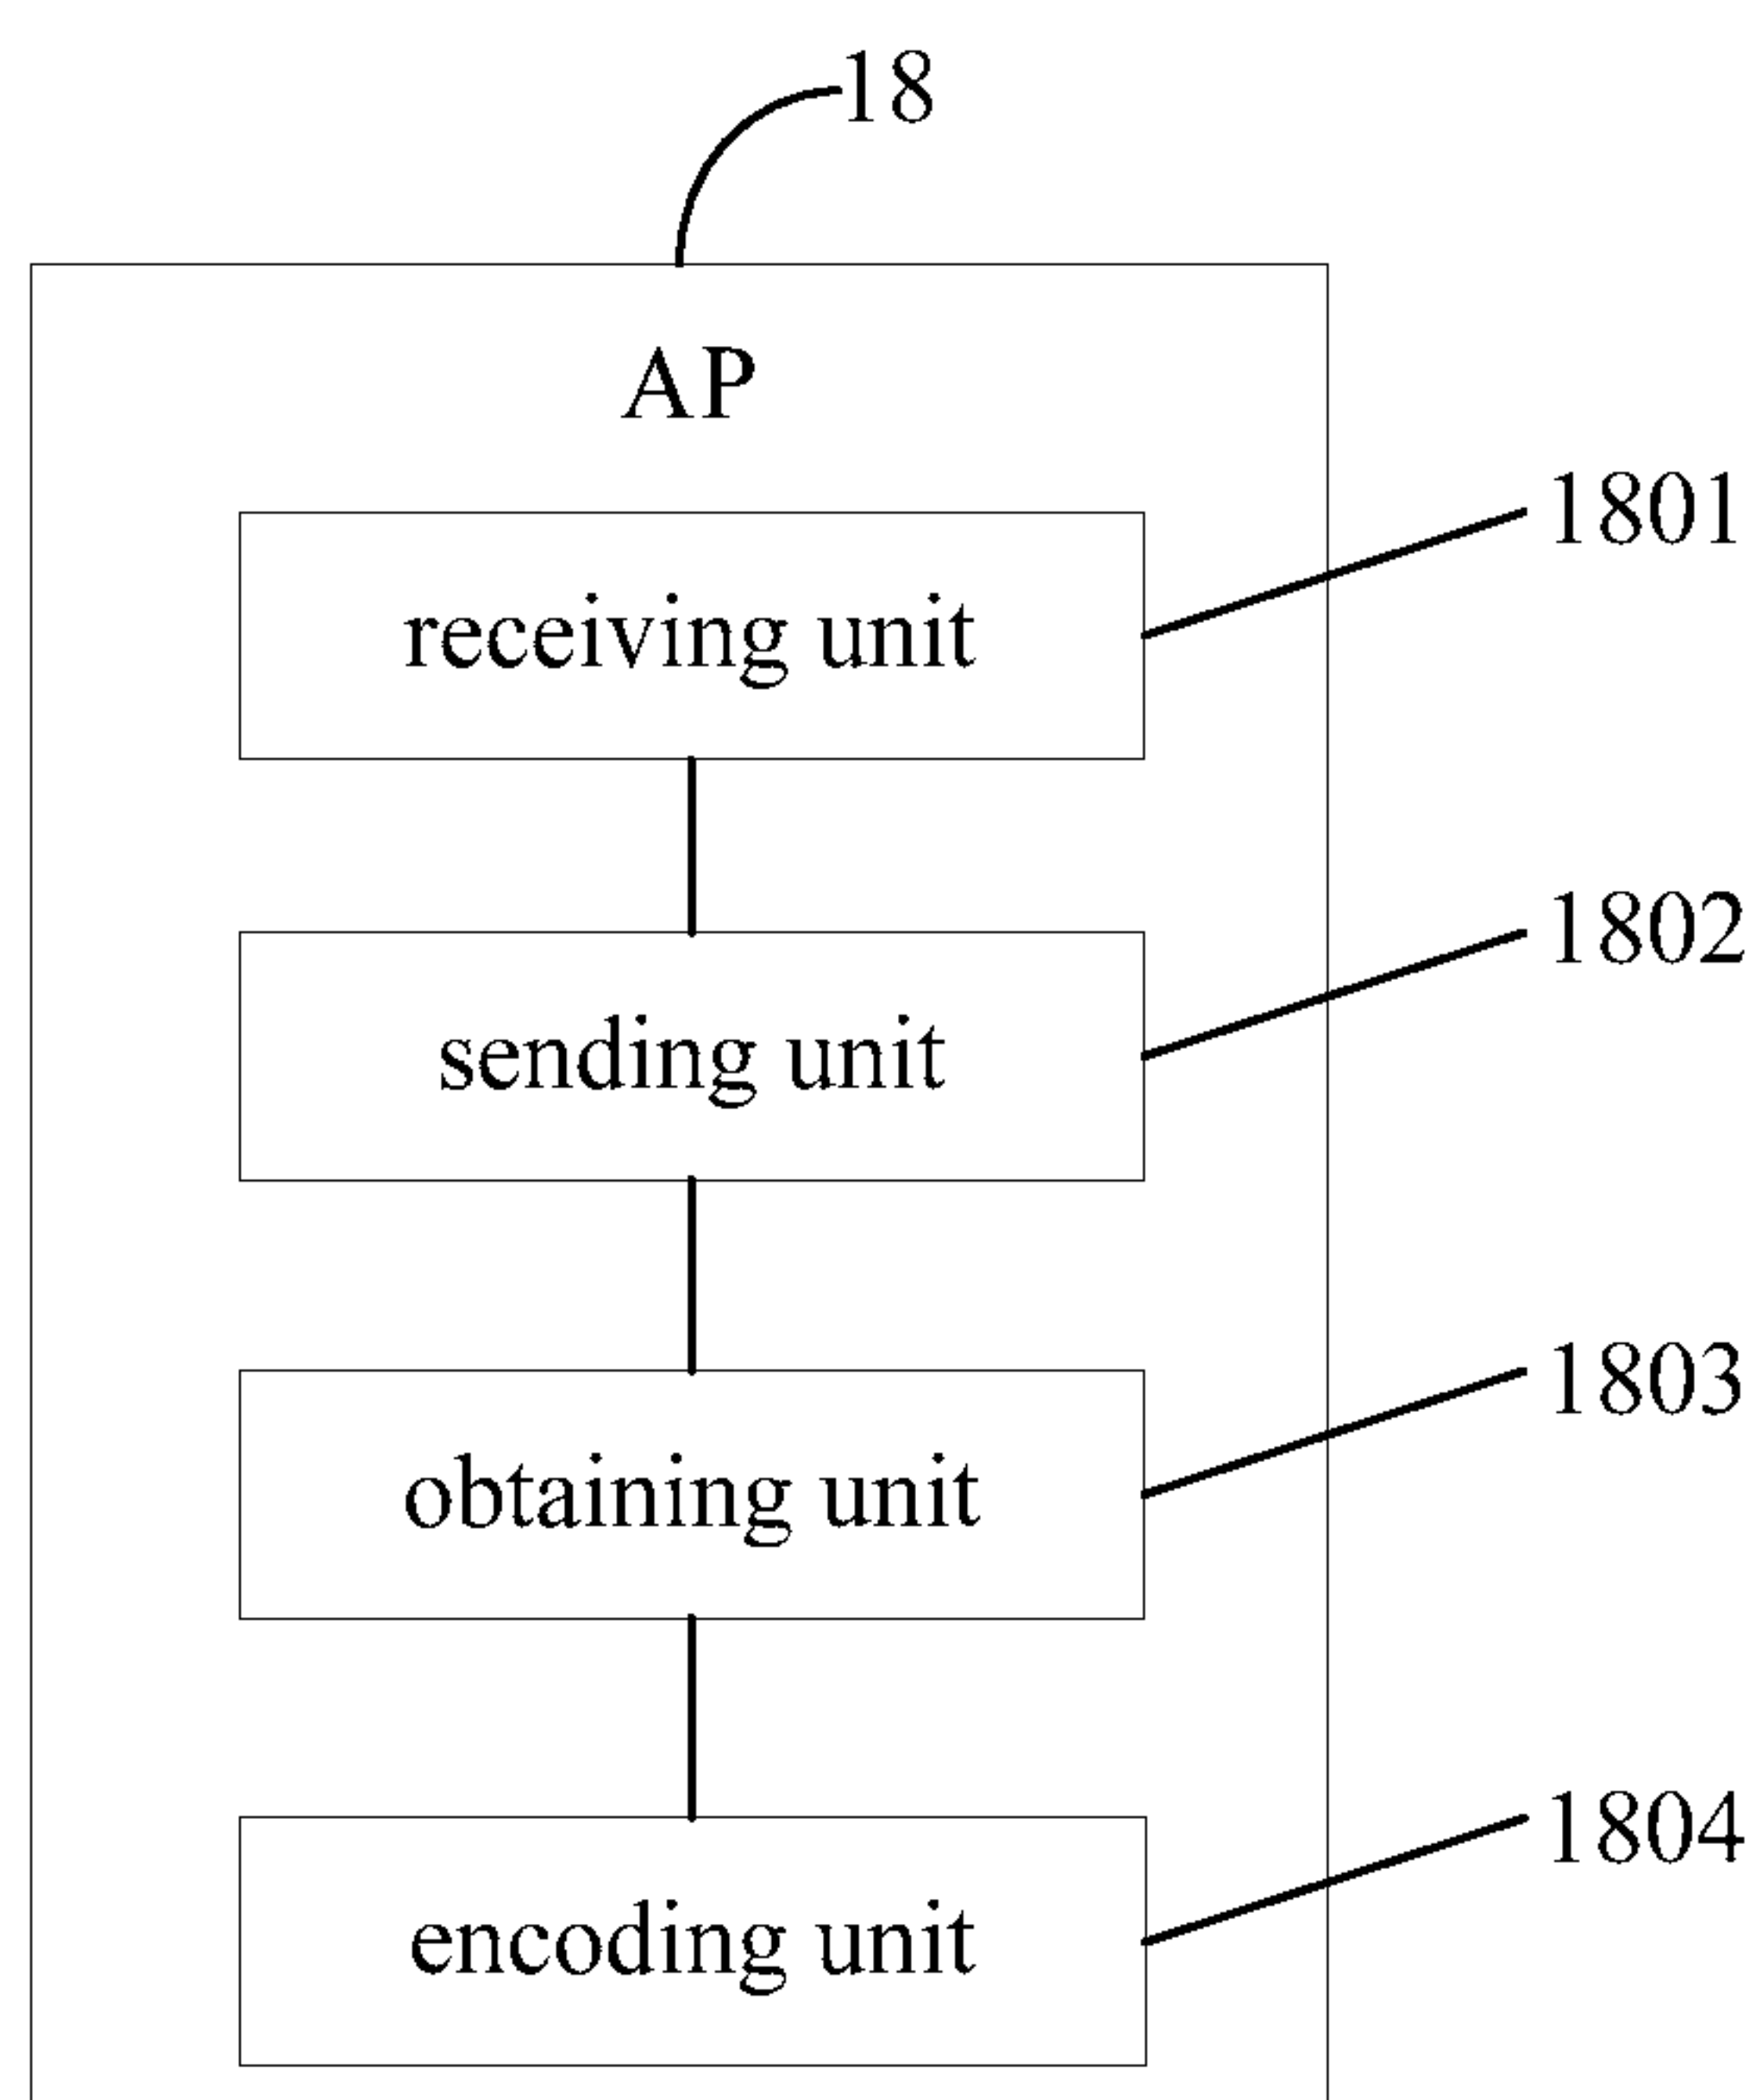 18
AP
1801
receiving unit
1802
sending unit
1803
obtaining unit
1804
encoding unit